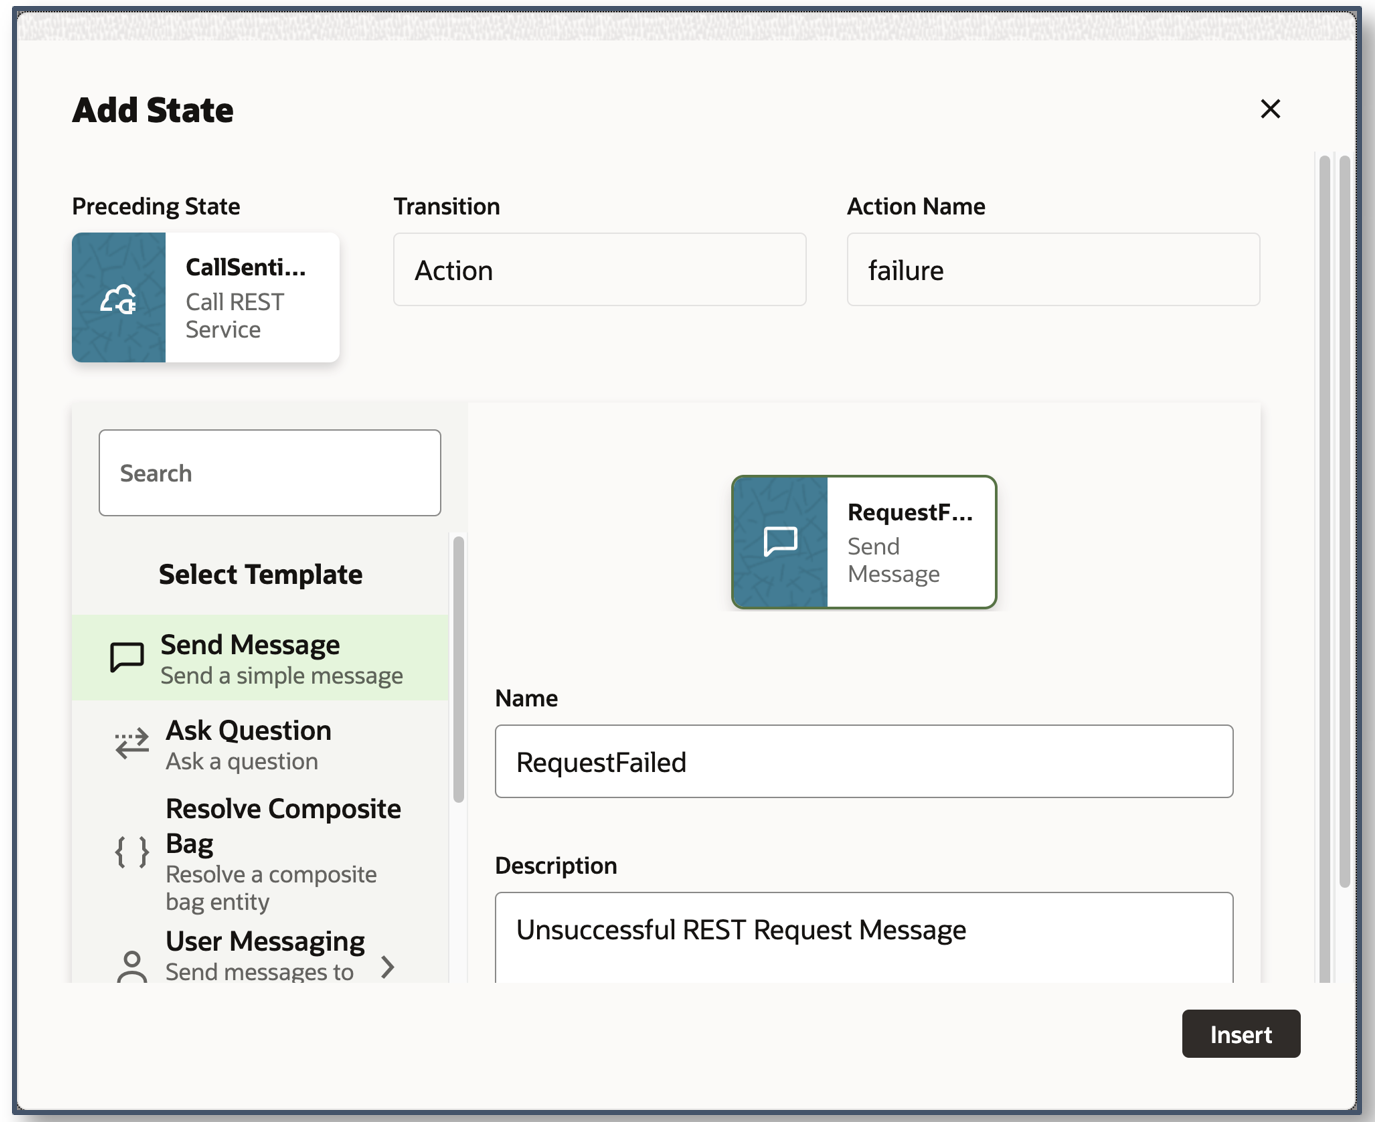 Add State
Preceding State
Transition
Action Name
CallSenti...
Call REST
Service
Action
failure
Search
Select Template
Send Message
Send a simple message
Ask Question
Ask a question
Resolve Composite
Bag
Resolve a composite
bag entity
User Messaging
Send messages to
RequestF...
Send
Message
Name
RequestFailed
Description
Unsuccessful REST Request Message
Insert